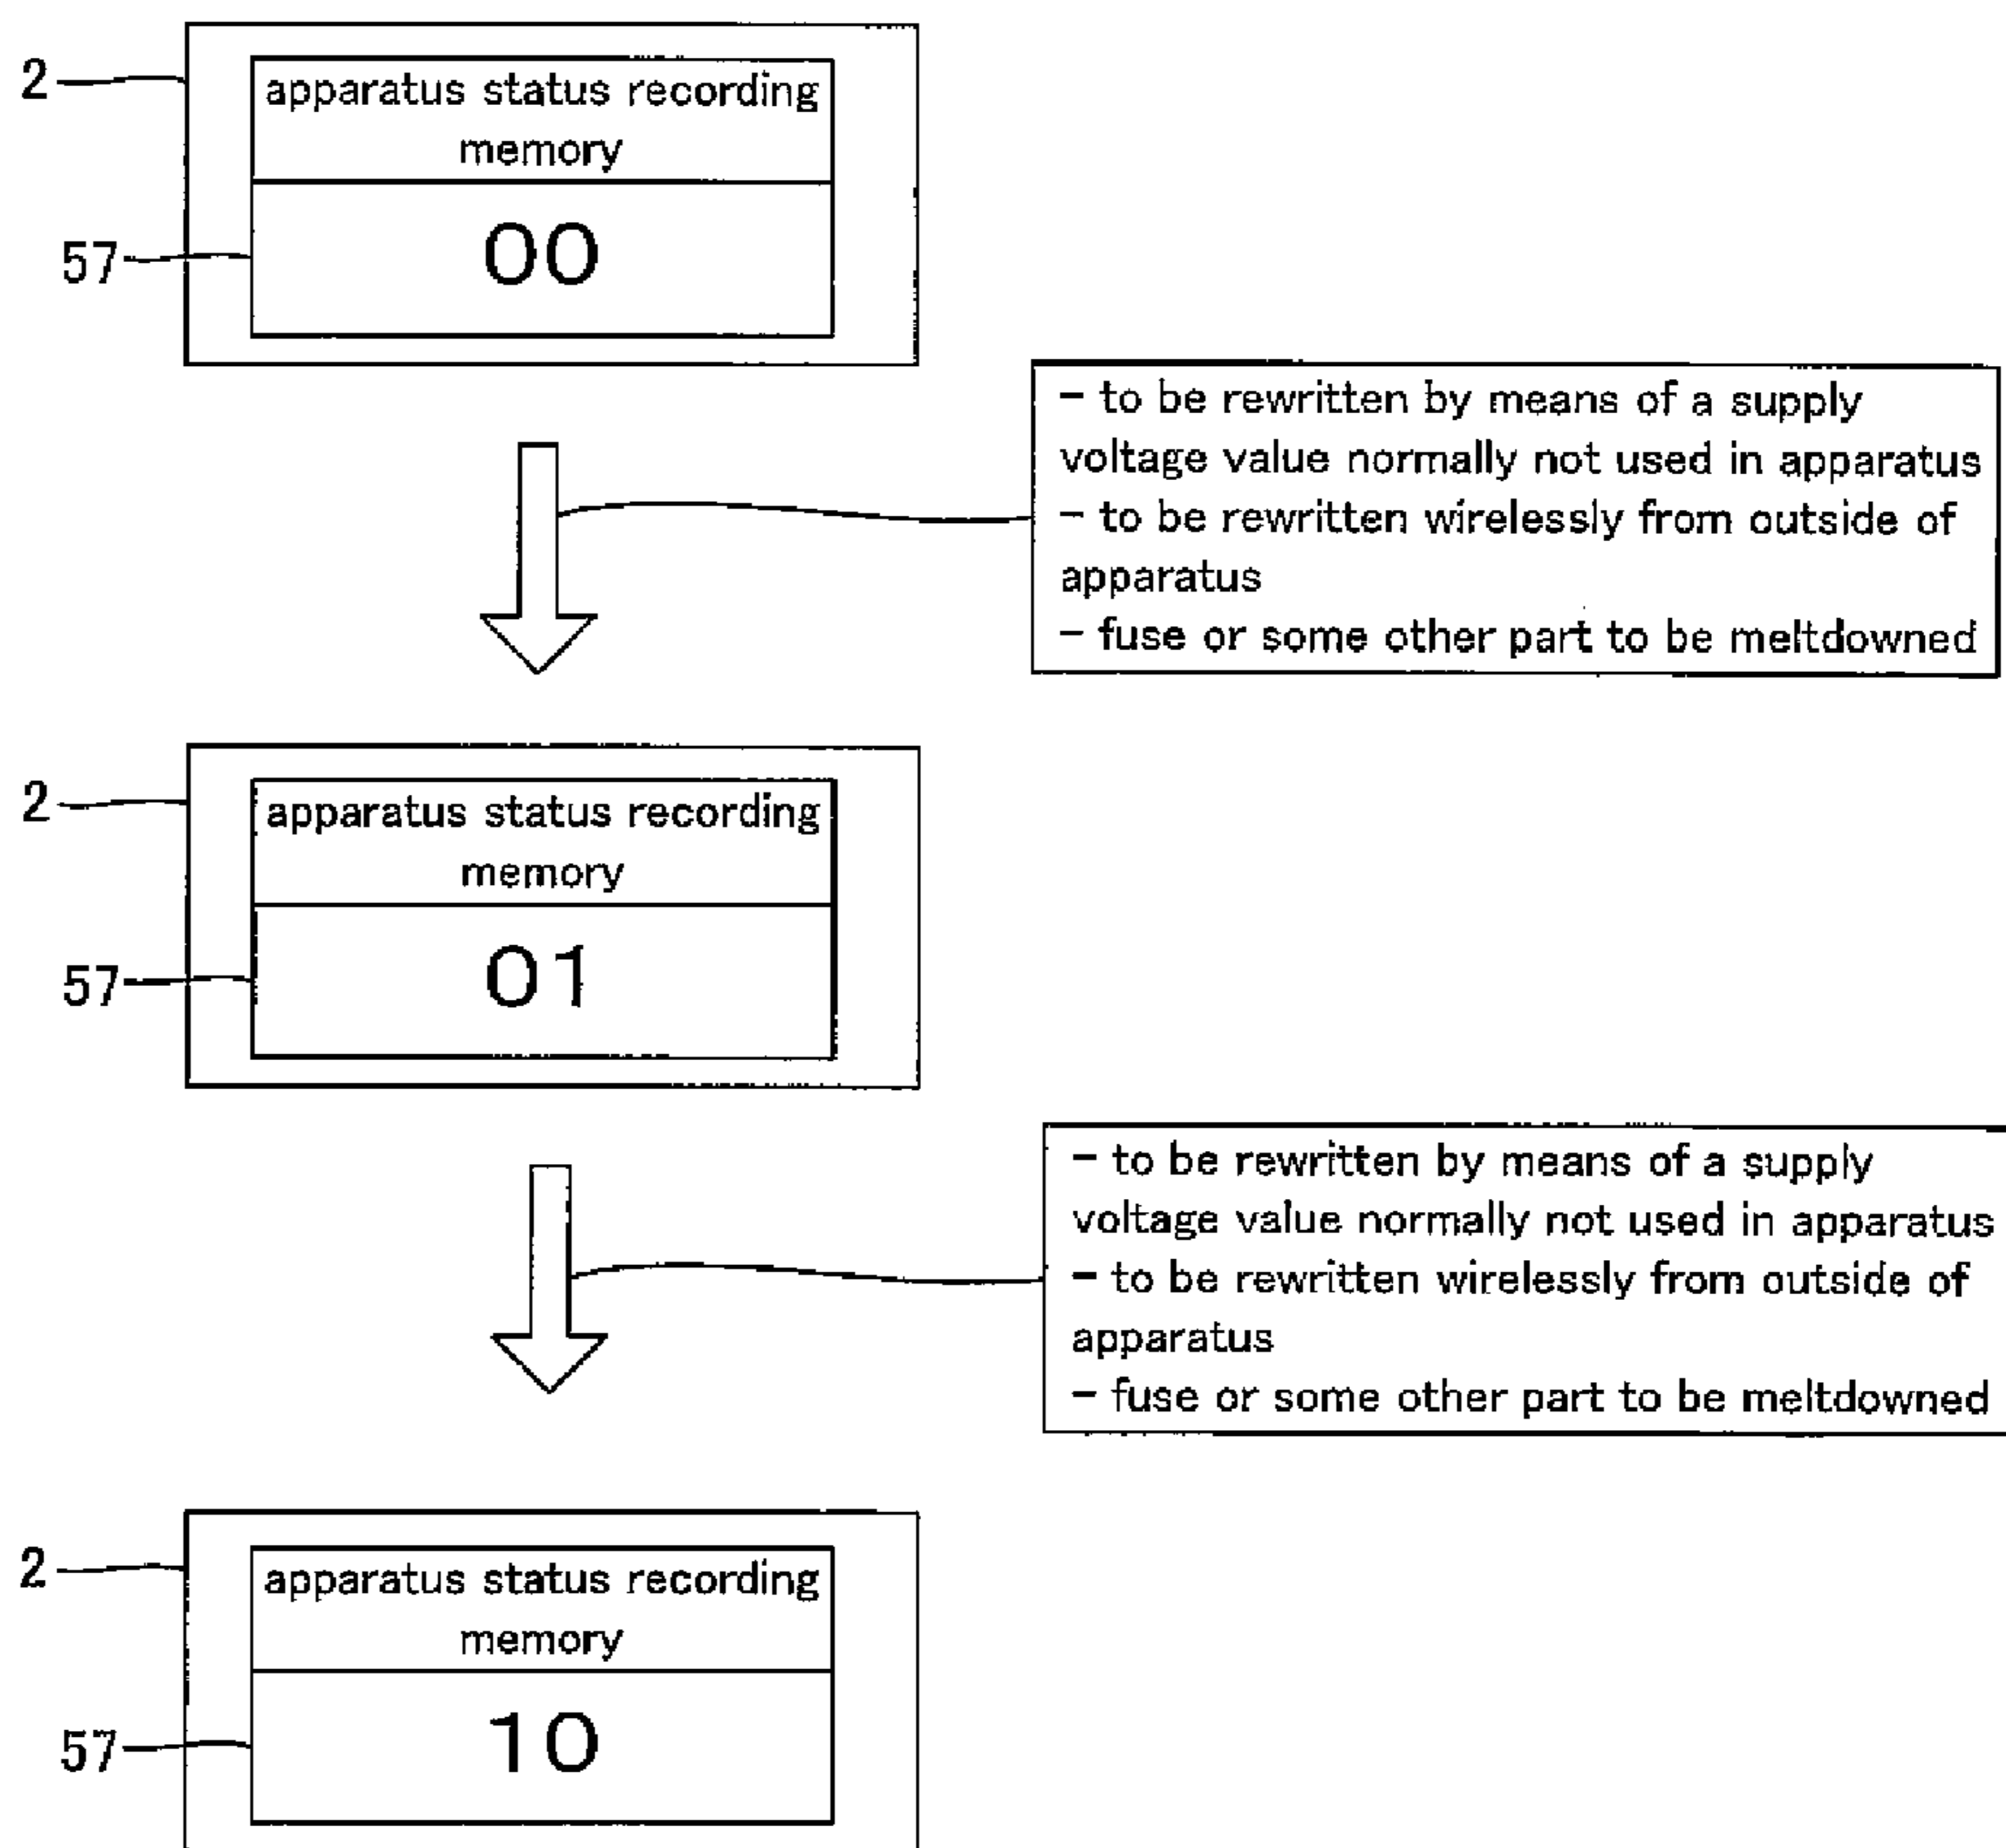 2
apparatus status recording
memory
57
00
– to be rewritten by means of a supply
voltage value normally not used in apparatus
– to be rewritten wirelessly from outside of
apparatus
– fuse or some other part to be meltdowned
2
apparatus status recording
memory
57
01
– to be rewritten by means of a supply
voltage value normally not used in apparatus
– to be rewritten wirelessly from outside of
apparatus
– fuse or some other part to be meltdowned
2
apparatus status recording
memory
57
10